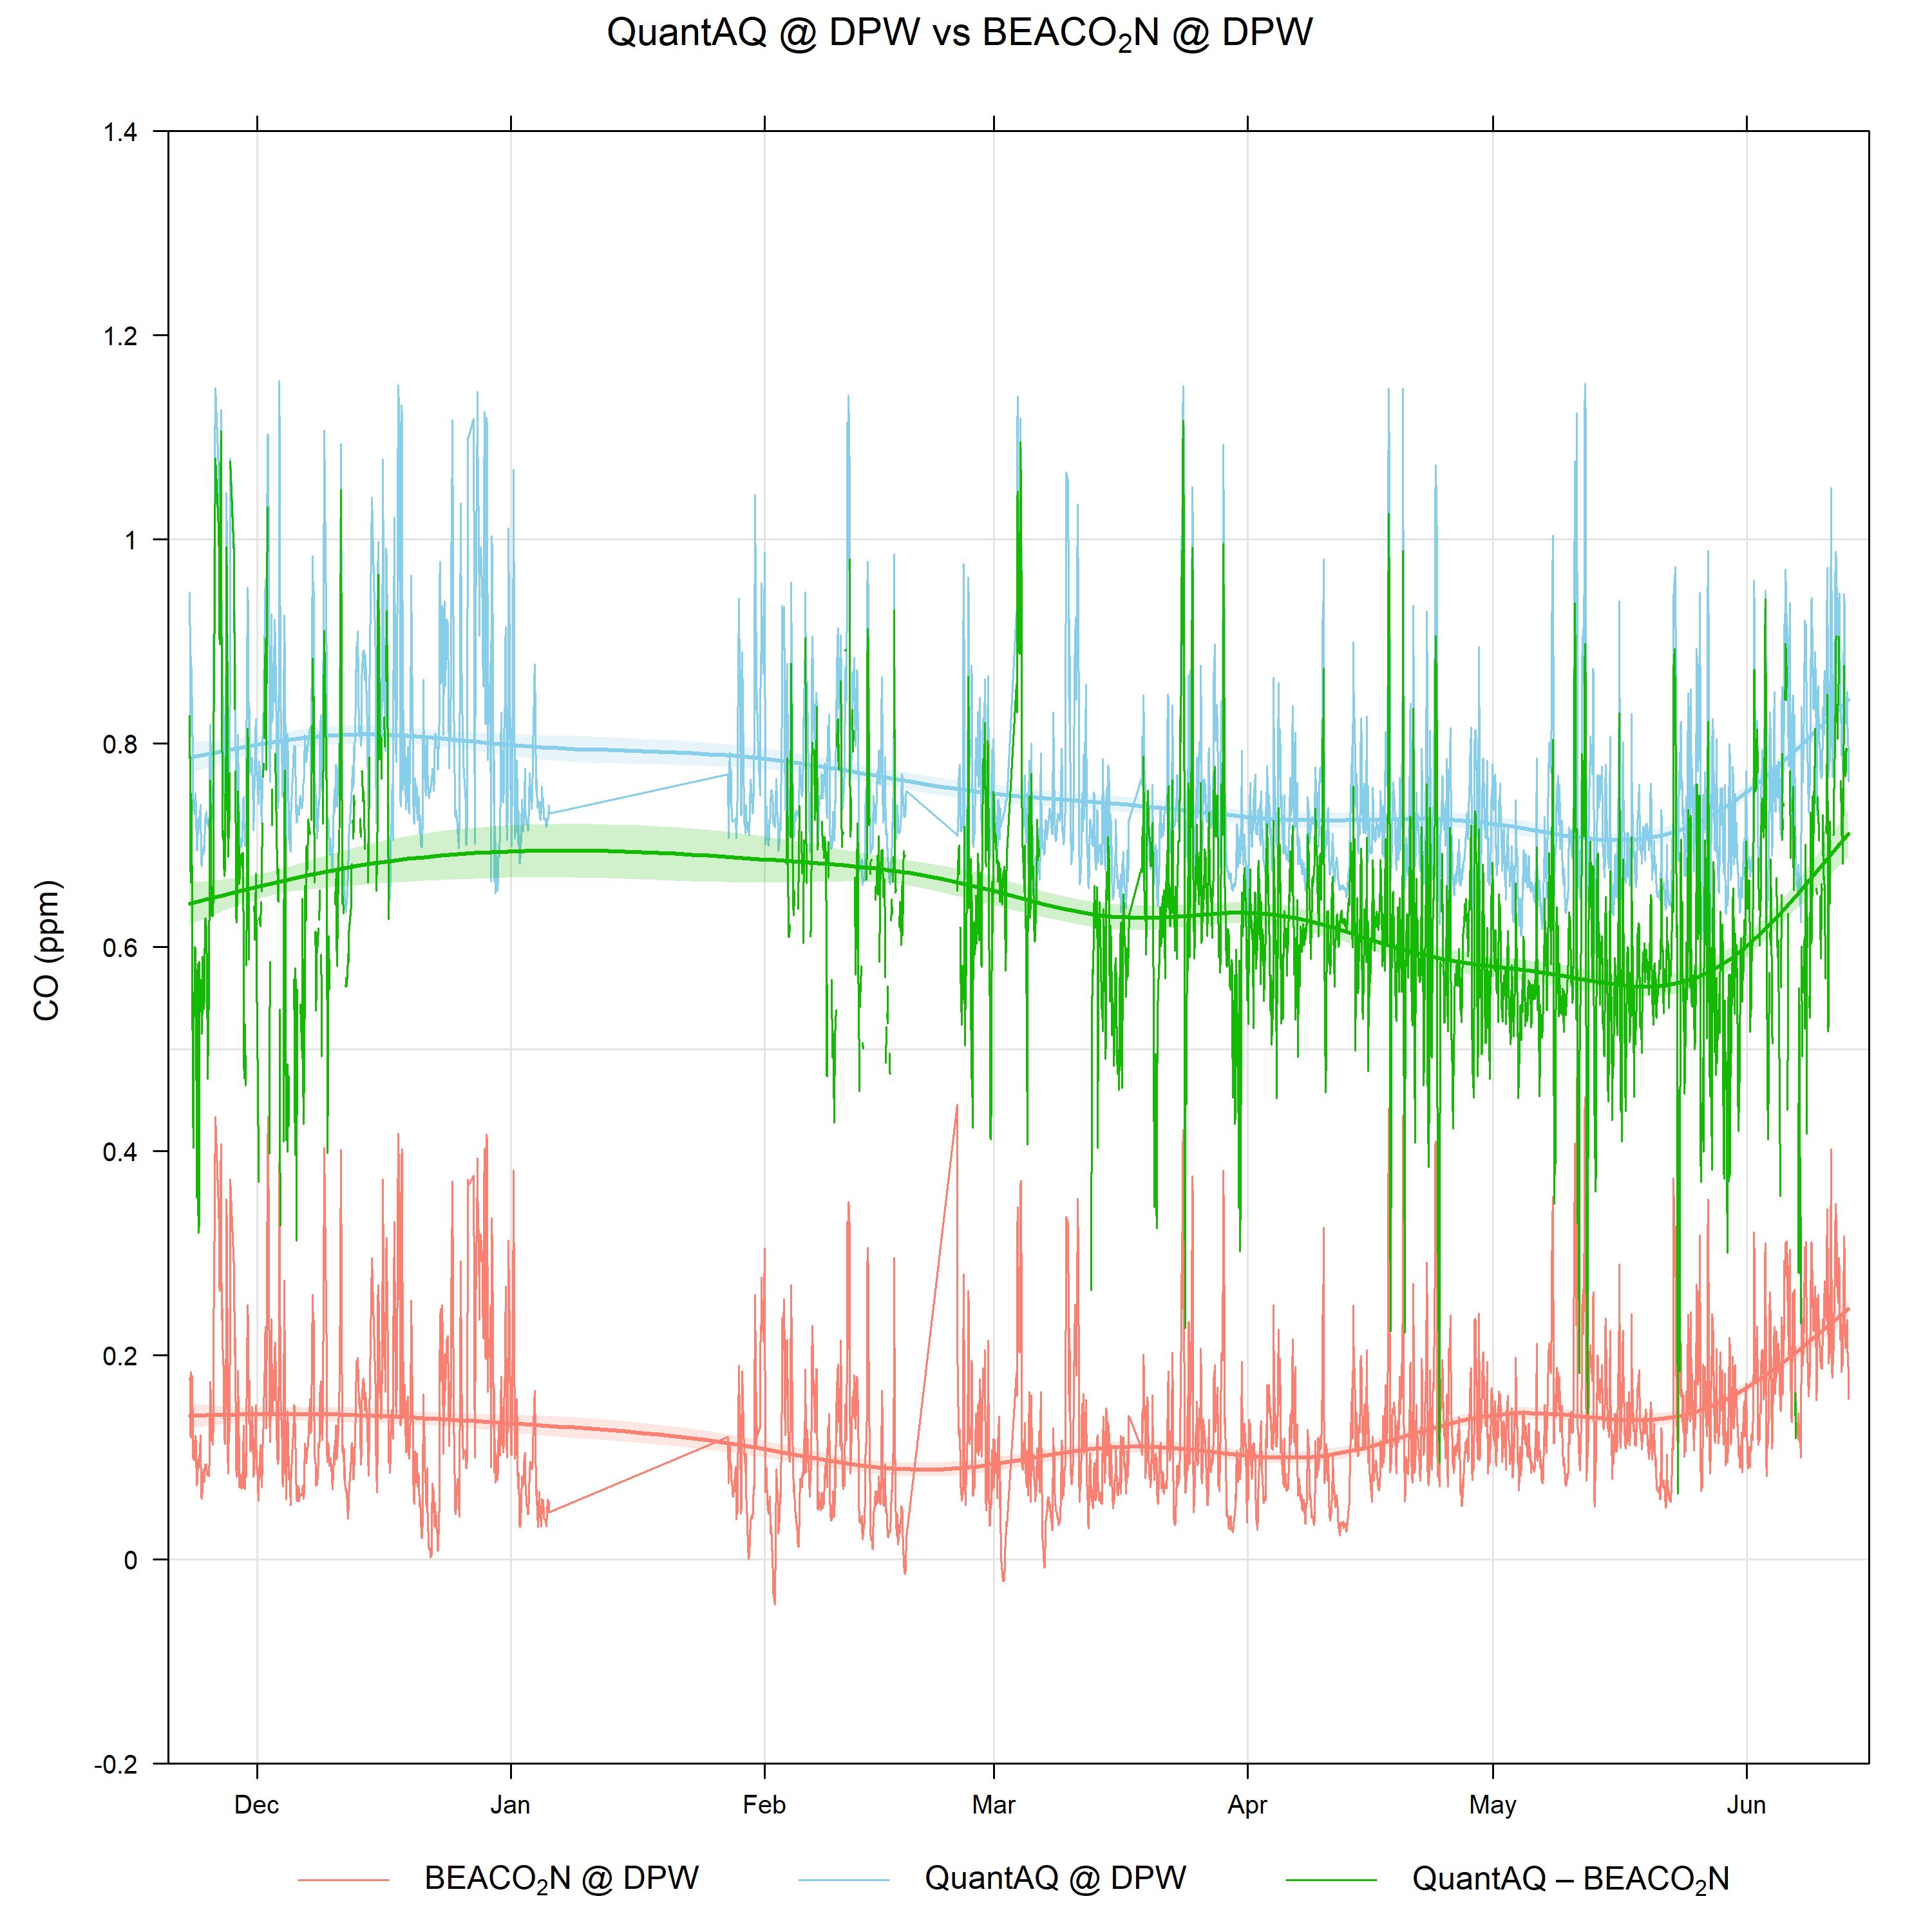 QuantAQ @ DPW vs BEACO₂N @ DPW
1.4
1.2
1
0.8
0.6
0.4
0.2
0
-0.2
CO (ppm)
Dec Jan Feb Mar Apr May Jun
BEACO₂N @ DPW QuantAQ @ DPW QuantAQ – BEACO₂N